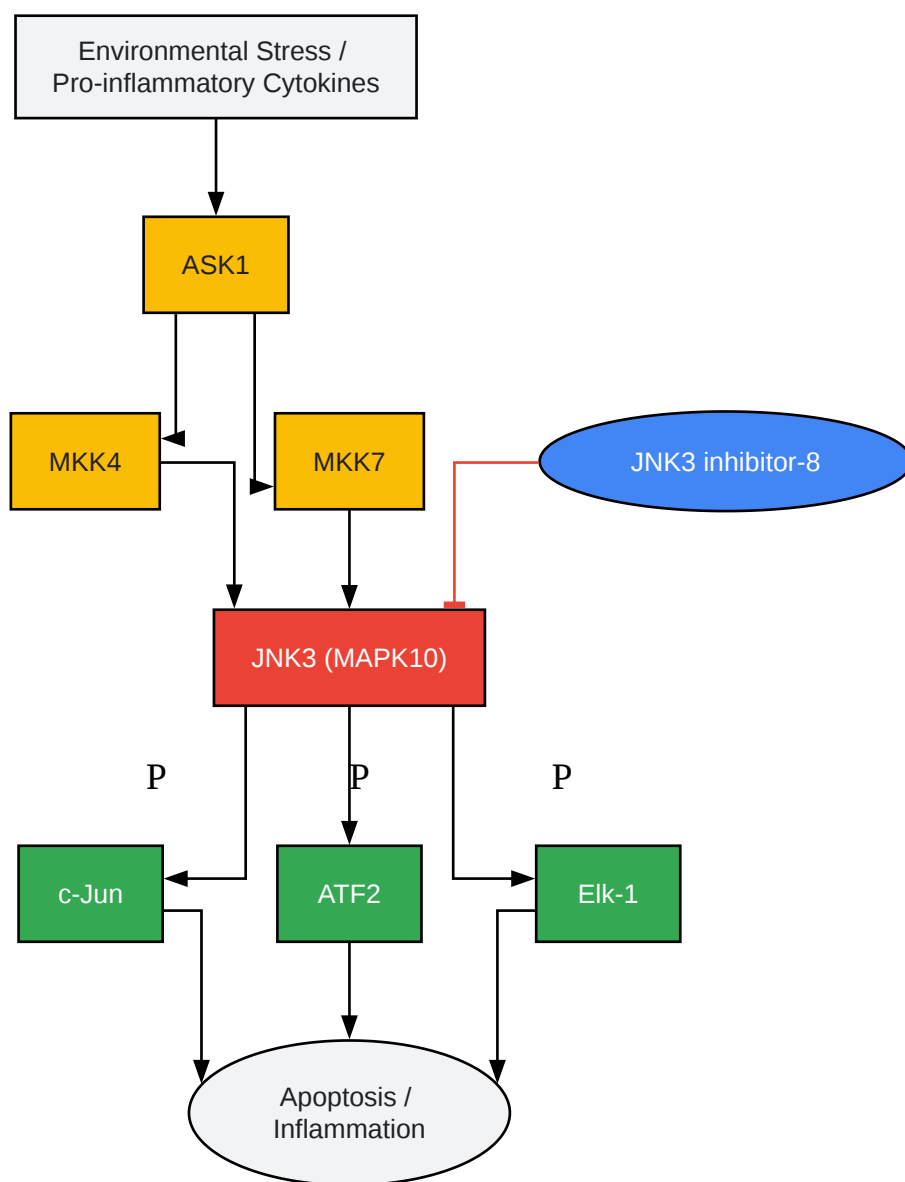 Environmental Stress /
Pro-inflammatory Cytokines
ASK1
MKK4
MKK7
JNK3 inhibitor-8
JNK3 (MAPK10)
P
P
P
c-Jun
ATF2
Elk-1
Apoptosis /
Inflammation